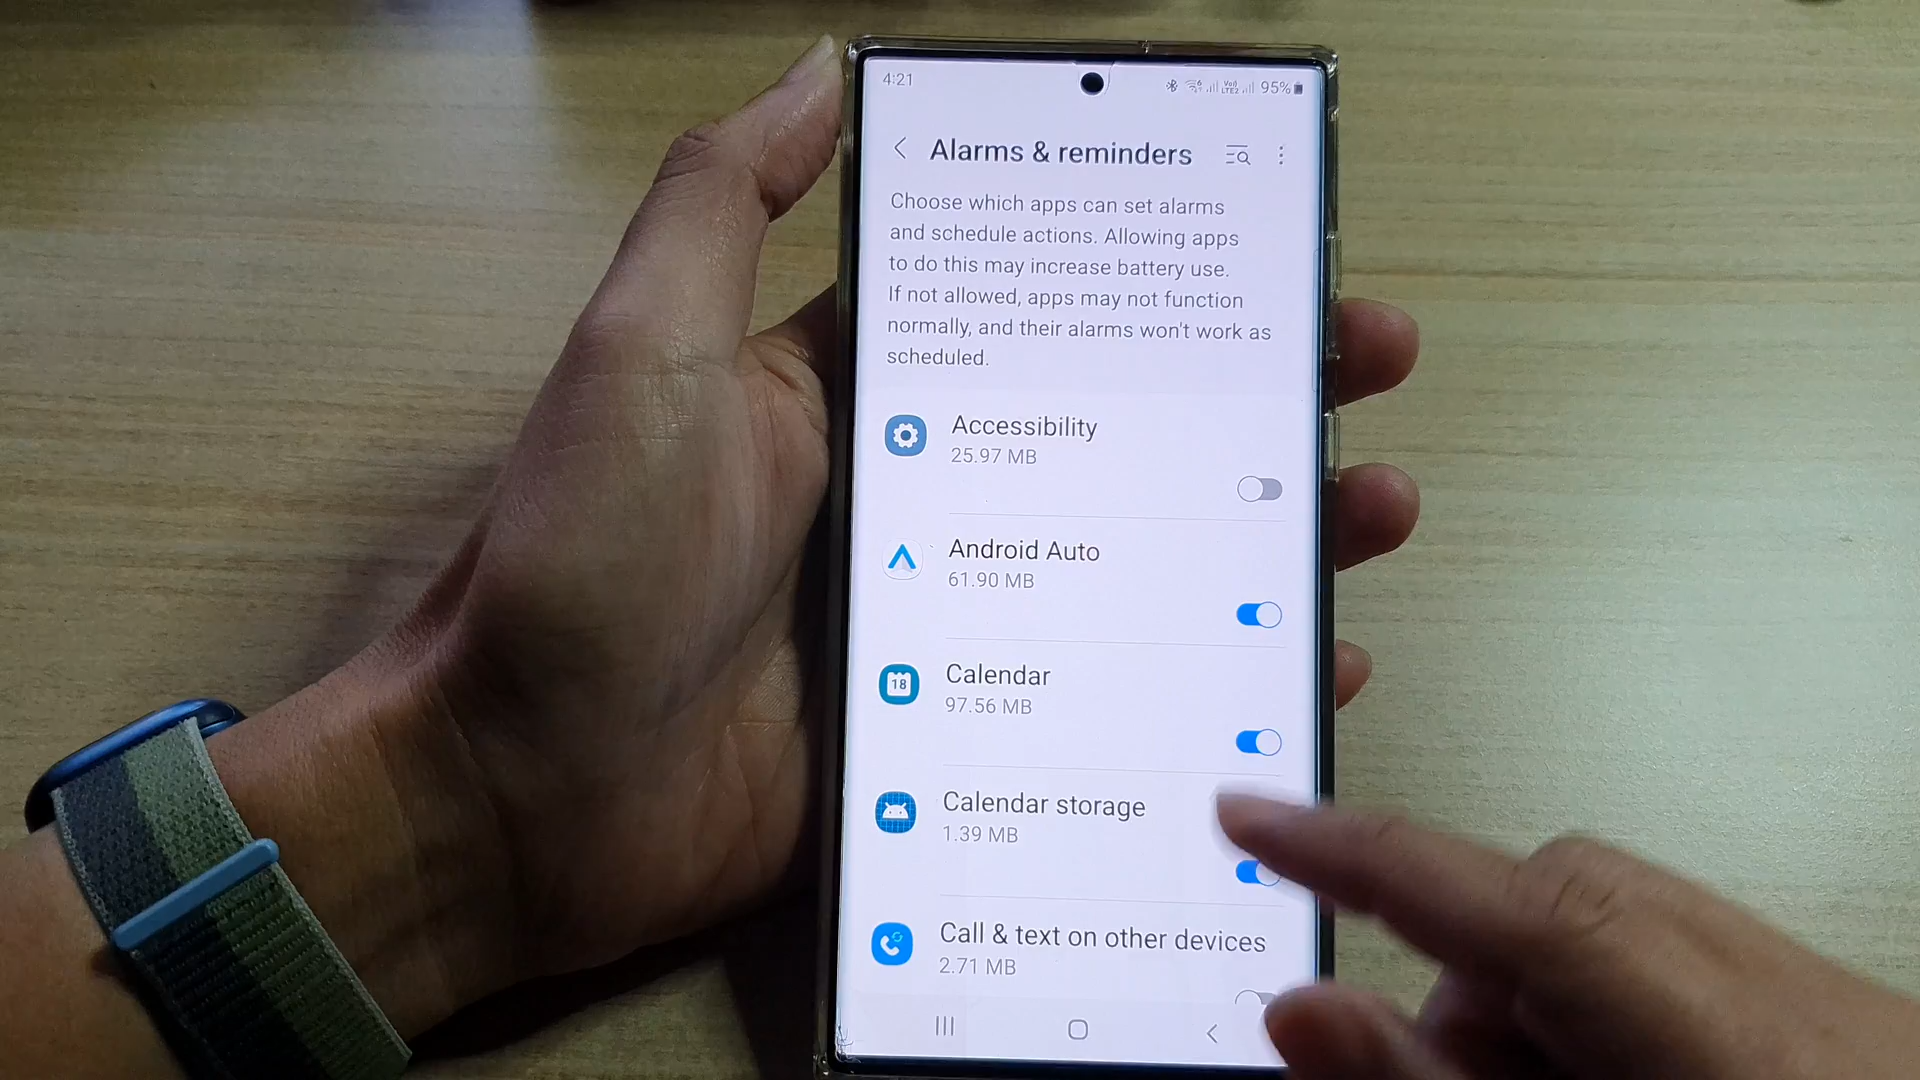 4:21
95%
Alarms & reminders
Choose which apps can set alarms
and schedule actions. Allowing apps
to do this may increase battery use.
If not allowed, apps may not function
normally, and their alarms won't work as
scheduled.
Accessibility
25.97 MB
Android Auto
61.90 MB
18
Calendar
97.56 MB
Calendar storage
1.39 MB
Call & text on other devices
2.71 MB